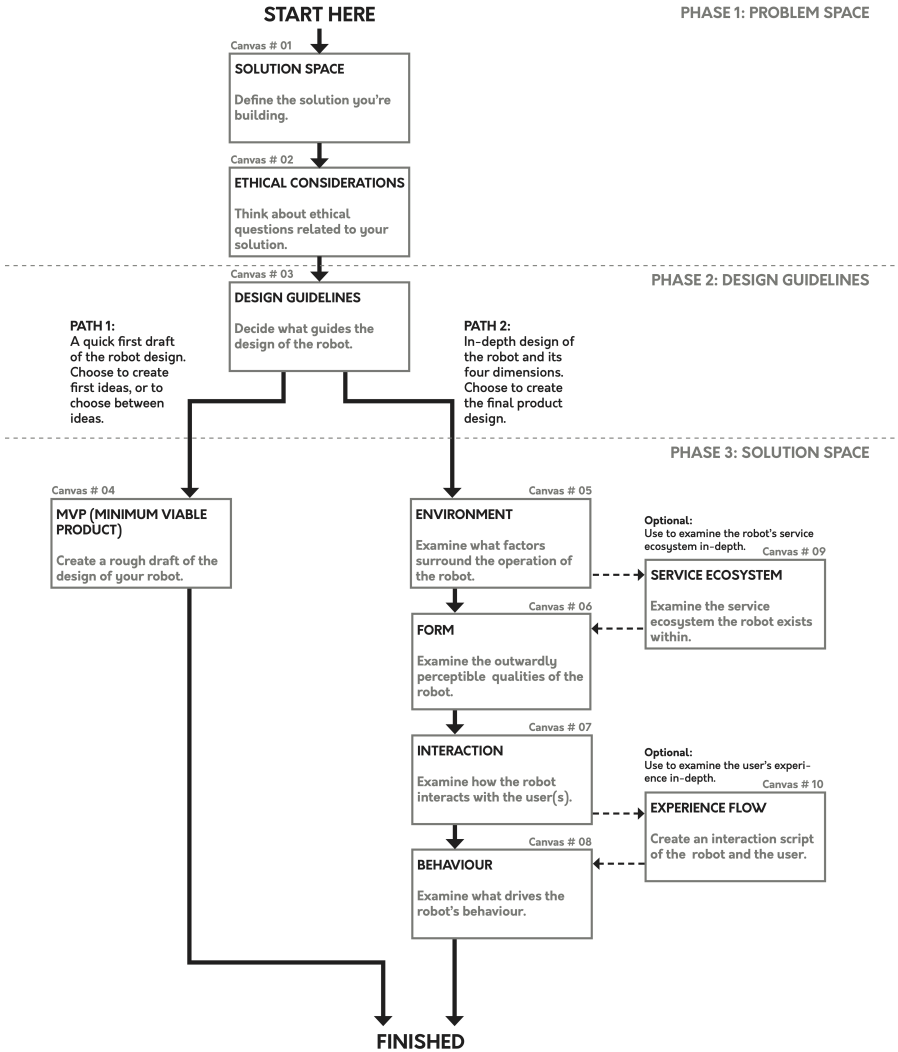 START HERE
PHASE 1: PROBLEM SPACE
Canvas # 01
SOLUTION SPACE
Define the solution you're
building.
Canvas # 02
ETHICAL CONSIDERATIONS
Think about ethical
questions related to your
solution.
Canvas # 03
PHASE 2: DESIGN GUIDELINES
DESIGN GUIDELINES
Decide what guides the
design of the robot.
PATH 1:
A quick first draft
of the robot design.
Choose to create
first ideas, or to
choose between
ideas.
PATH 2:
In-depth design of
the robot and its
four dimensions.
Choose to create
the final product
design.
PHASE 3: SOLUTION SPACE
Canvas # 04
MVP (MINIMUM VIABLE
PRODUCT)
Create a rough draft of the
design of your robot.
Canvas # 05
ENVIRONMENT
Examine what factors
surround the operation of
the robot.
Optional:
Use to examine the robot's service
ecosystem in-depth.
Canvas # 09
SERVICE ECOSYSTEM
Examine the service
ecosystem the robot exists
within.
Canvas # 06
FORM
Examine the outwardly
perceptible qualities of the
robot.
Canvas # 07
INTERACTION
Examine how the robot
interacts with the user(s).
Optional:
Use to examine the user's experi-
ence in-depth.
Canvas # 10
EXPERIENCE FLOW
Create an interaction script
of the robot and the user.
Canvas # 08
BEHAVIOUR
Examine what drives the
robot's behaviour.
FINISHED